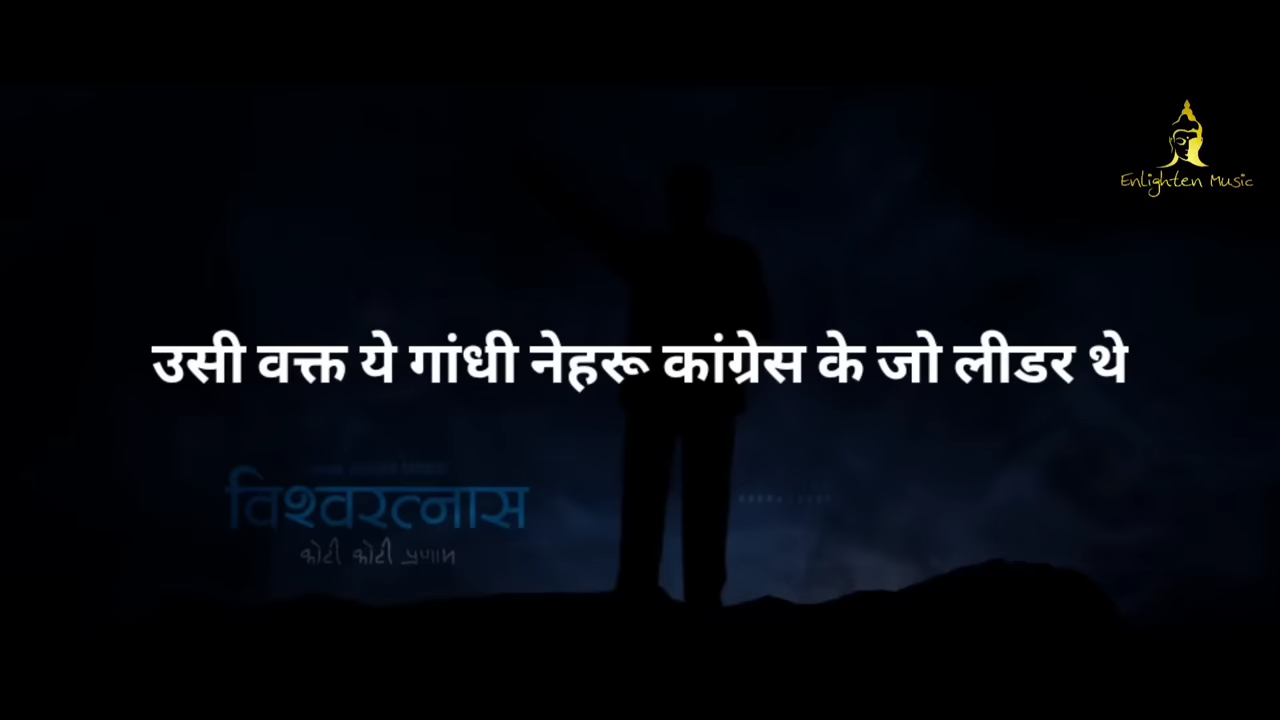 Enlighten Music
उसी वक्त ये गांधी नेहरू कांग्रेस के जो लीडर थे
विश्वरत्नास
कोटी कोटी प्रणाम